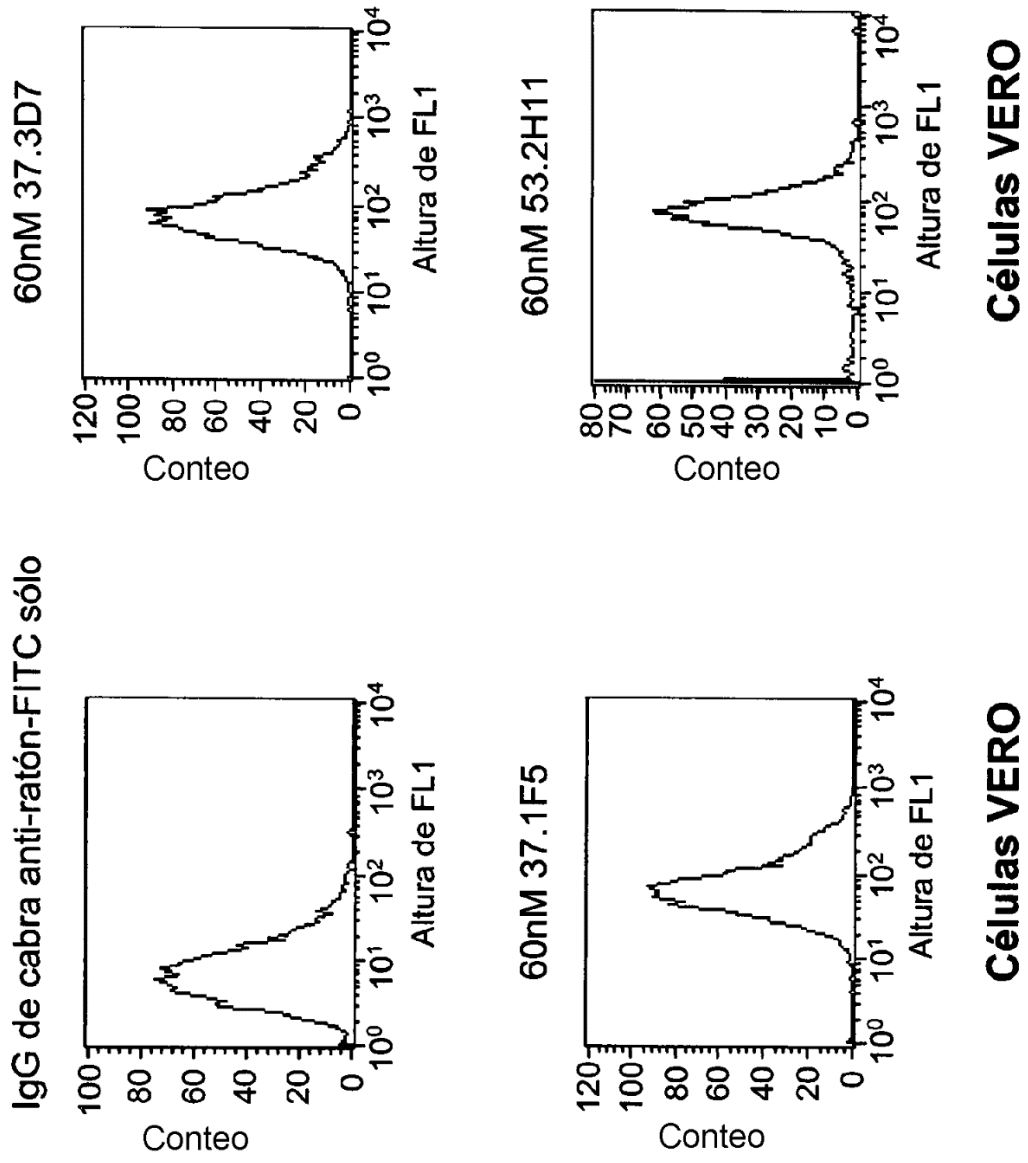 IgG de cabra anti-ratón-FITC sólo
100
80
60
40
20
0
Conteo
10⁰ 10¹ 10² 10³ 10⁴
Altura de FL1
60nM 37.3D7
120
100
80
60
40
20
0
Conteo
10⁰ 10¹ 10² 10³ 10⁴
Altura de FL1
60nM 37.1F5
120
100
80
60
40
20
0
Conteo
10⁰ 10¹ 10² 10³ 10⁴
Altura de FL1
Células VERO
60nM 53.2H11
80
70
60
50
40
30
20
10
0
Conteo
10⁰ 10¹ 10² 10³ 10⁴
Altura de FL1
Células VERO